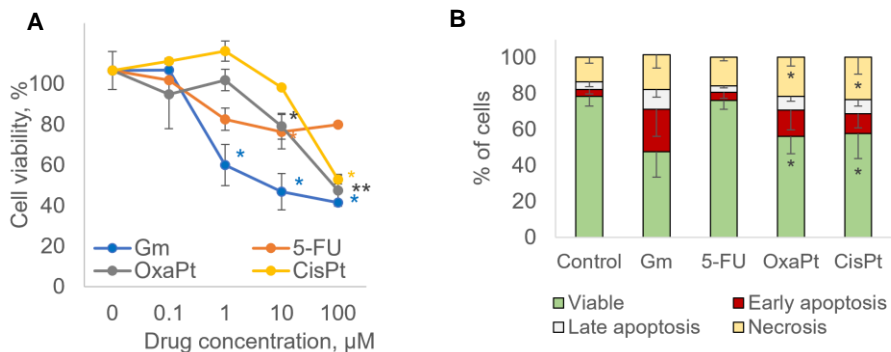 A
Cell viability, %
100
80
60
40
20
0
*
*
*
*
*
*
**
*
Gm
5-FU
OxaPt
CisPt
0
0.1
1
10
100
Drug concentration, µM
B
% of cells
100
80
60
40
20
0
*
*
*
*
Control
Gm
5-FU
OxaPt
CisPt
Viable
Early apoptosis
Late apoptosis
Necrosis